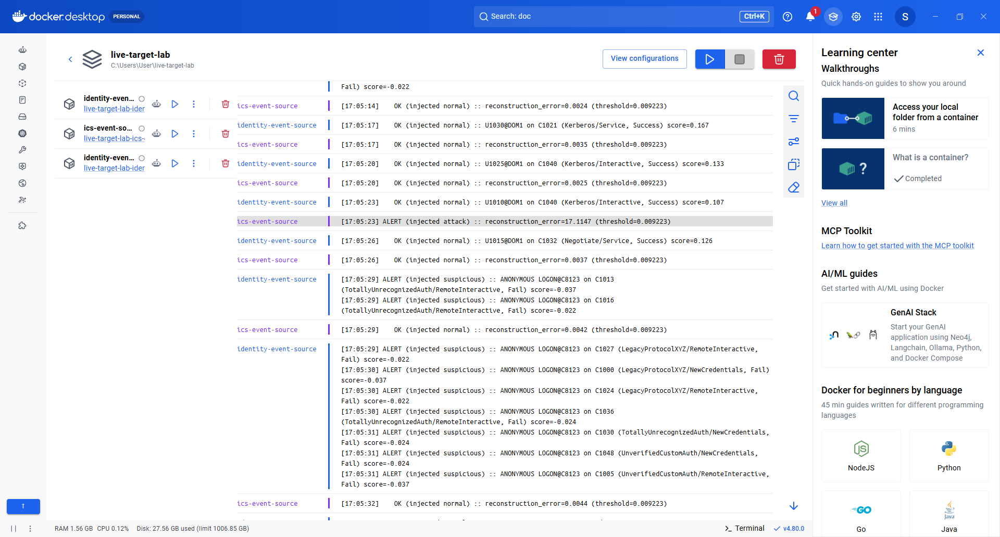 docker.desktop PERSONAL
Search: doc
Ctrl+K
1
S
live-target-lab
C:\Users\User\live-target-lab
View configurations
identity-even...
live-target-lab-iden
ics-event-so...
live-target-lab-ics-
identity-even...
live-target-lab-iden
Fail) score=-0.022
ics-event-source [17:05:14] OK (injected normal) :: reconstruction_error=0.0024 (threshold=0.009223)
identity-event-source [17:05:17] OK (injected normal) :: U1030@DOM1 on C1021 (Kerberos/Service, Success) score=0.167
ics-event-source [17:05:17] OK (injected normal) :: reconstruction_error=0.0035 (threshold=0.009223)
identity-event-source [17:05:20] OK (injected normal) :: U1025@DOM1 on C1040 (Kerberos/Interactive, Success) score=0.133
ics-event-source [17:05:20] OK (injected normal) :: reconstruction_error=0.0025 (threshold=0.009223)
identity-event-source [17:05:23] OK (injected normal) :: U1010@DOM1 on C1040 (Kerberos/Interactive, Success) score=0.107
ics-event-source [17:05:23] ALERT (injected attack) :: reconstruction_error=17.1147 (threshold=0.009223)
identity-event-source [17:05:26] OK (injected normal) :: U1015@DOM1 on C1032 (Negotiate/Service, Success) score=0.126
ics-event-source [17:05:26] OK (injected normal) :: reconstruction_error=0.0037 (threshold=0.009223)
identity-event-source [17:05:29] ALERT (injected suspicious) :: ANONYMOUS LOGON@C8123 on C1013
(TotallyUnrecognizedAuth/RemoteInteractive, Fail) score=-0.037
[17:05:29] ALERT (injected suspicious) :: ANONYMOUS LOGON@C8123 on C1016
(TotallyUnrecognizedAuth/RemoteInteractive, Fail) score=-0.022
ics-event-source [17:05:29] OK (injected normal) :: reconstruction_error=0.0042 (threshold=0.009223)
identity-event-source [17:05:29] ALERT (injected suspicious) :: ANONYMOUS LOGON@C8123 on C1027 (LegacyProtocolXYZ/RemoteInteractive,
Fail) score=-0.022
[17:05:30] ALERT (injected suspicious) :: ANONYMOUS LOGON@C8123 on C1000 (LegacyProtocolXYZ/NewCredentials, Fail)
score=-0.037
[17:05:30] ALERT (injected suspicious) :: ANONYMOUS LOGON@C8123 on C1024 (LegacyProtocolXYZ/RemoteInteractive,
Fail) score=-0.022
[17:05:30] ALERT (injected suspicious) :: ANONYMOUS LOGON@C8123 on C1036
(TotallyUnrecognizedAuth/RemoteInteractive, Fail) score=-0.024
[17:05:31] ALERT (injected suspicious) :: ANONYMOUS LOGON@C8123 on C1030 (TotallyUnrecognizedAuth/NewCredentials,
Fail) score=-0.024
[17:05:31] ALERT (injected suspicious) :: ANONYMOUS LOGON@C8123 on C1048 (UnverifiedCustomAuth/NewCredentials,
Fail) score=-0.024
[17:05:31] ALERT (injected suspicious) :: ANONYMOUS LOGON@C8123 on C1005 (UnverifiedCustomAuth/RemoteInteractive,
Fail) score=-0.037
ics-event-source [17:05:32] OK (injected normal) :: reconstruction_error=0.0044 (threshold=0.009223)
Learning center
Walkthroughs
Quick hands-on guides to show you around
Access your local
folder from a container
6 mins
?
What is a container?
Completed
View all
MCP Toolkit
Learn how to get started with the MCP toolkit
AI/ML guides
Get started with AI/ML using Docker
GenAI Stack
Start your GenAI
application using Neo4j,
Langchain, Ollama, Python,
and Docker Compose
Docker for beginners by language
45 min guides written for different programming
languages
JS
NodeJS
Python
GO
Go
Java
Java
RAM 1.56 GB CPU 0.12% Disk: 27.56 GB used (limit 1006.85 GB)
Terminal
v4.80.0